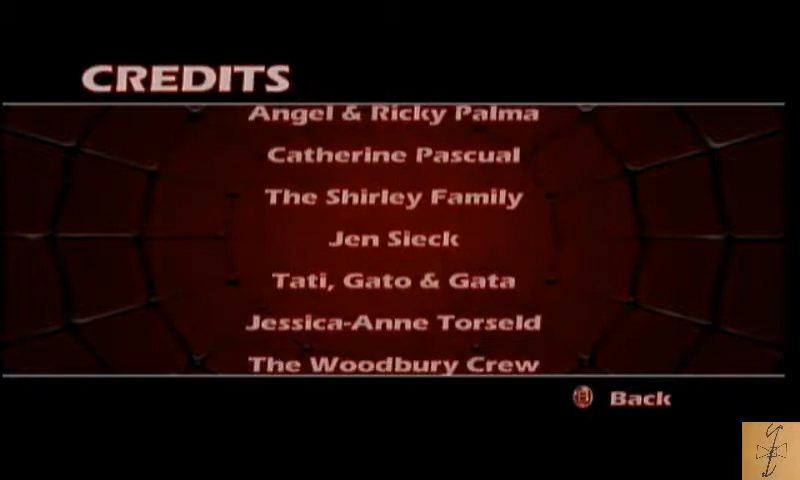 CREDITS
Angel & Ricky Palma
Catherine Pascual
The Shirley Family
Jen Sieck
Tati, Gato & Gata
Jessica-Anne Torseld
The Woodbury Crew
Back